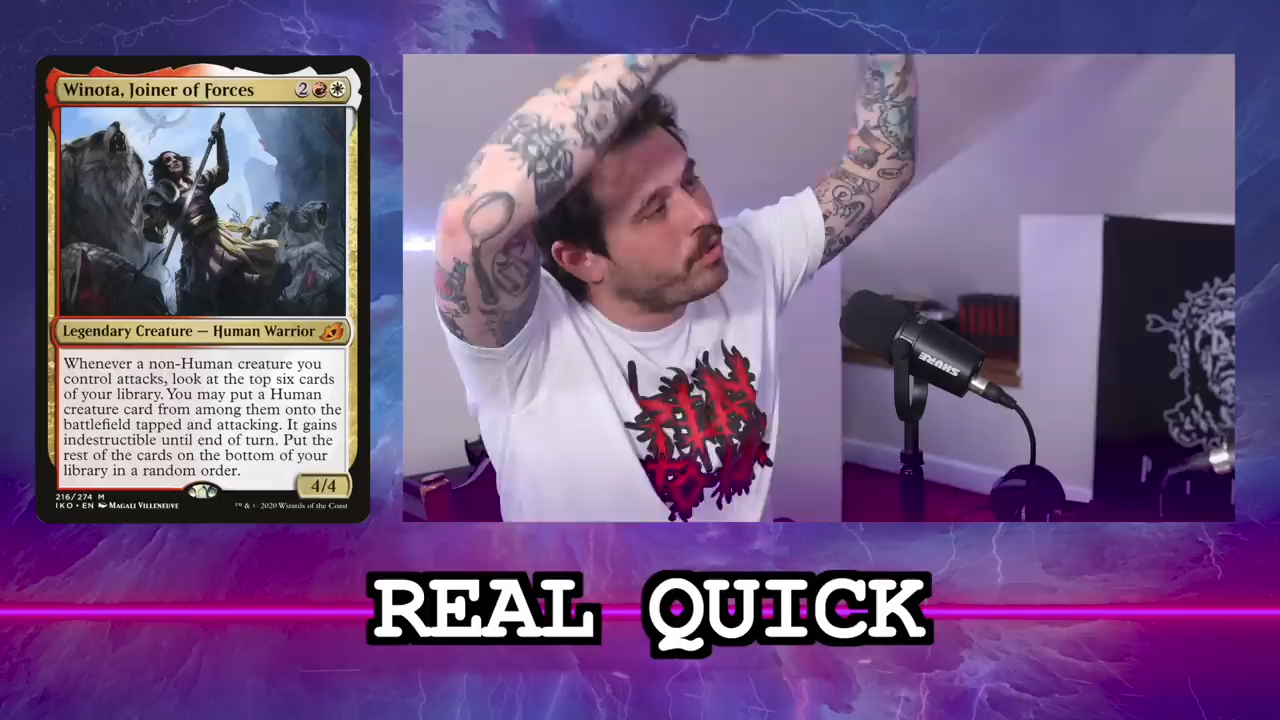 Winota, Joiner of Forces 2
Legendary Creature — Human Warrior
Whenever a non-Human creature you
control attacks, look at the top six cards
of your library. You may put a Human
creature card from among them onto the
battlefield tapped and attacking. It gains
indestructible until end of turn. Put the
rest of the cards on the bottom of your
library in a random order.
4/4
216/274 M
IKO • EN Magali Villeneuve ™ & © 2020 Wizards of the Coast
SHURE
REAL QUICK